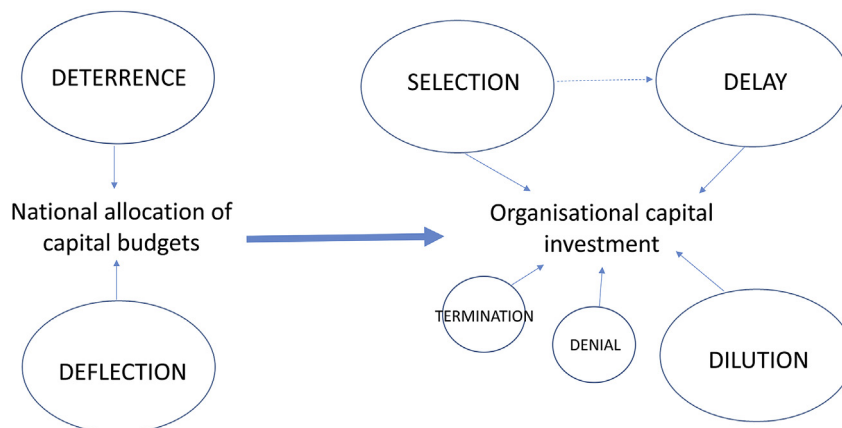 DETERRENCE
National allocation of
capital budgets
DEFLECTION
SELECTION
DELAY
Organisational capital
investment
TERMINATION
DENIAL
DILUTION